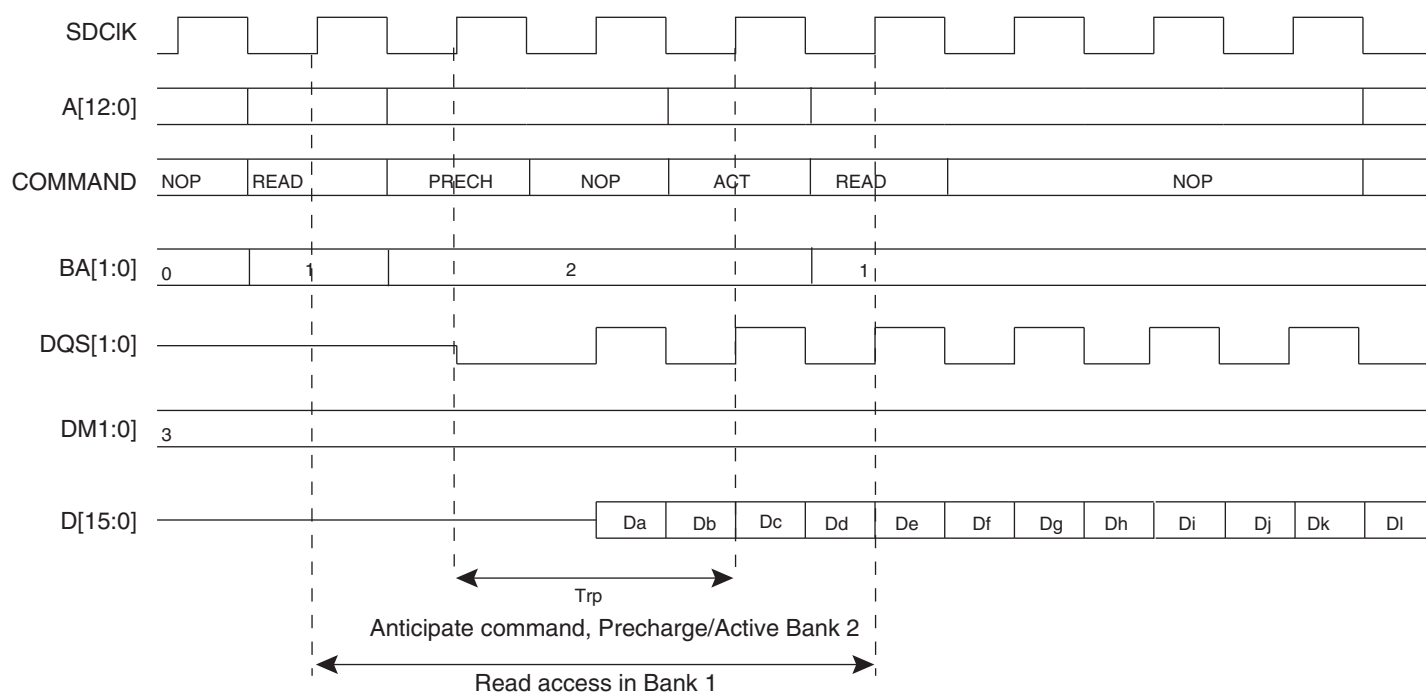 SDClK
A[12:0]
COMMAND NOP READ PRECH NOP ACT READ NOP
BA[1:0] 0 1 2 1
DQS[1:0]
DM1:0] 3
D[15:0] Da Db Dc Dd De Df Dg Dh Di Dj Dk Dl
Trp
Anticipate command, Precharge/Active Bank 2
Read access in Bank 1